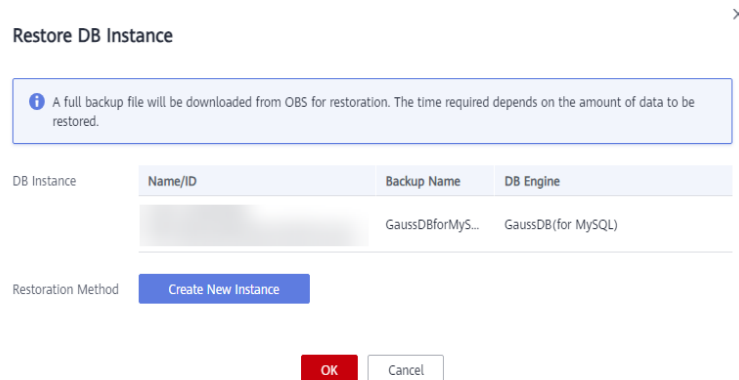 Restore DB Instance
A full backup file will be downloaded from OBS for restoration. The time required depends on the amount of data to be
restored.
DB Instance Name/ID Backup Name DB Engine
GaussDBforMyS... GaussDB(for MySQL)
Restoration Method Create New Instance
OK Cancel